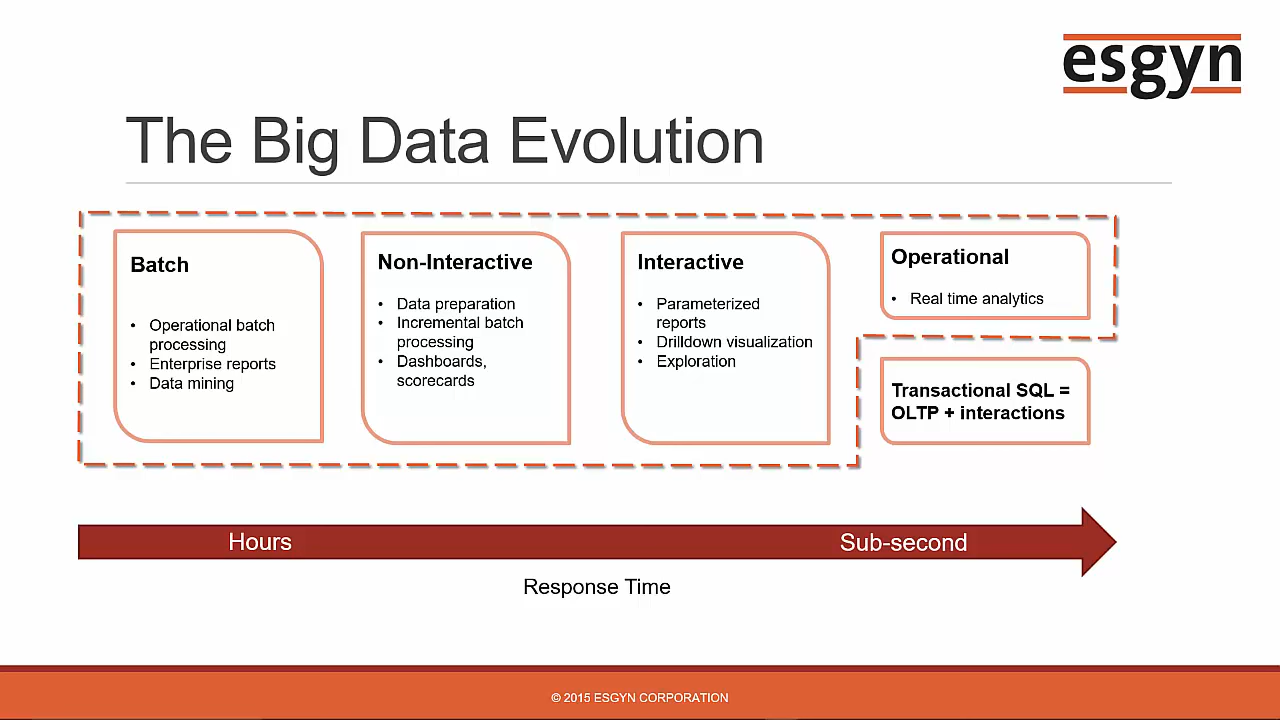 esgyn
The Big Data Evolution
Batch
• Operational batch
processing
• Enterprise reports
• Data mining
Non-Interactive
• Data preparation
• Incremental batch
processing
• Dashboards,
scorecards
Interactive
• Parameterized
reports
• Drilldown visualization
• Exploration
Operational
• Real time analytics
Transactional SQL =
OLTP + interactions
Hours
Sub-second
Response Time
© 2015 ESGYN CORPORATION